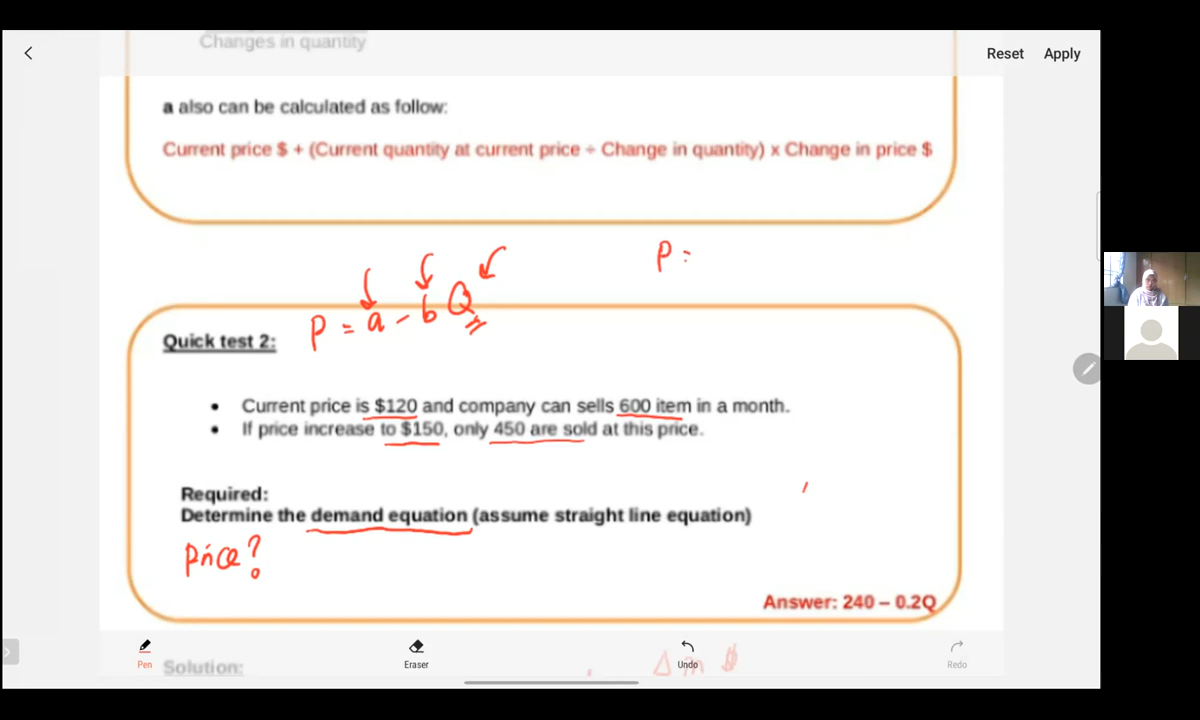 Changes in quantity
Reset
Apply
a also can be calculated as follow:
Current price $ + (Current quantity at current price ÷ Change in quantity) x Change in price $
P =
P = a - bQ
Quick test 2:
• Current price is $120 and company can sells 600 item in a month.
• If price increase to $150, only 450 are sold at this price.
Required:
Determine the demand equation (assume straight line equation)
Price?
Answer: 240 – 0.2Q
Pen
Eraser
Undo
Redo
Solution:
Δ in $